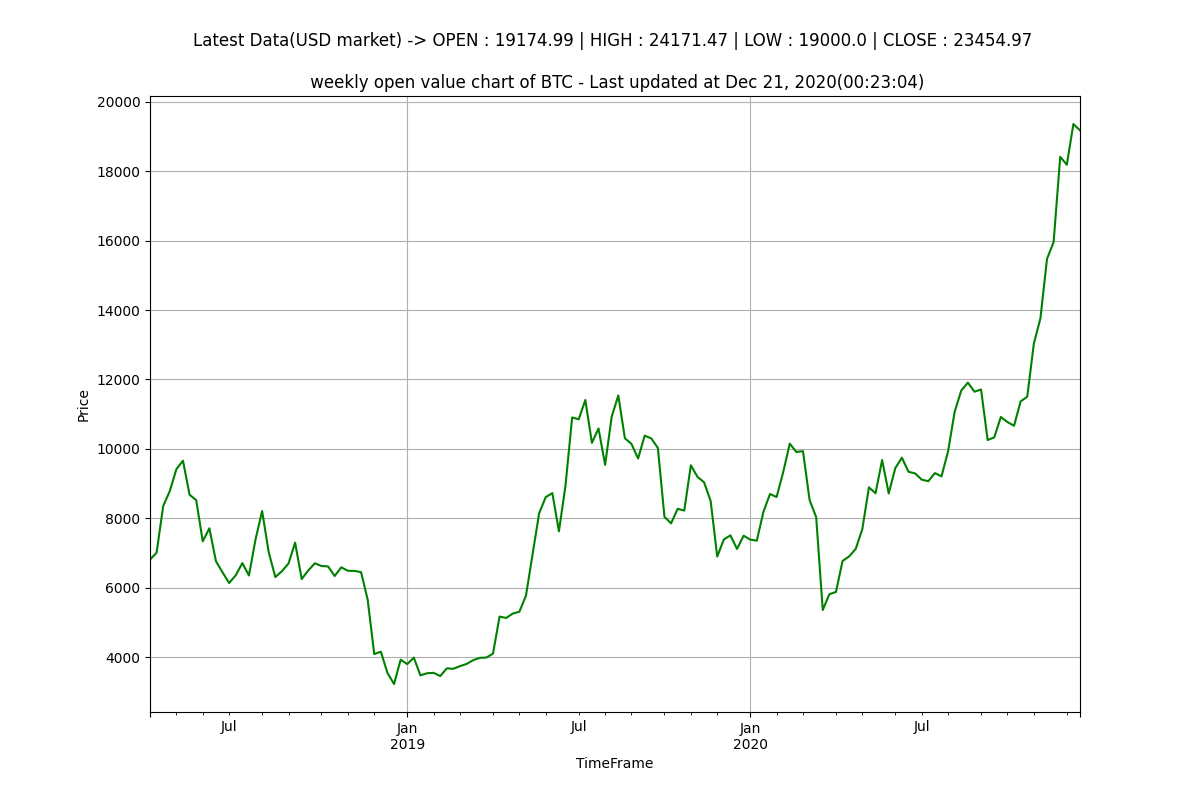 Latest Data(USD market) -> OPEN : 19174.99 | HIGH : 24171.47 | LOW : 19000.0 | CLOSE : 23454.97
weekly open value chart of BTC - Last updated at Dec 21, 2020(00:23:04)
20000
18000
16000
14000
12000
10000
8000
6000
4000
Price
Jul
Jan
2019
Jul
Jan
2020
Jul
TimeFrame